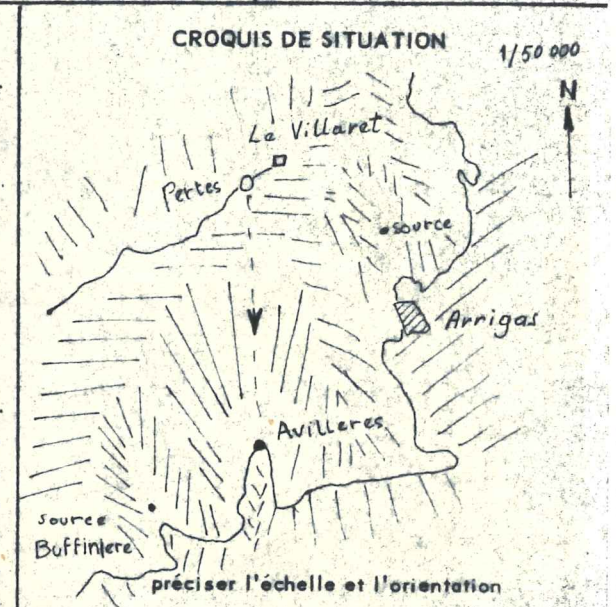 CROQUIS DE SITUATION
1/50 000
N
Le Villaret
Pertes
source
Arrigas
Avilleres
source
Buffiniere
préciser l'échelle et l'orientation